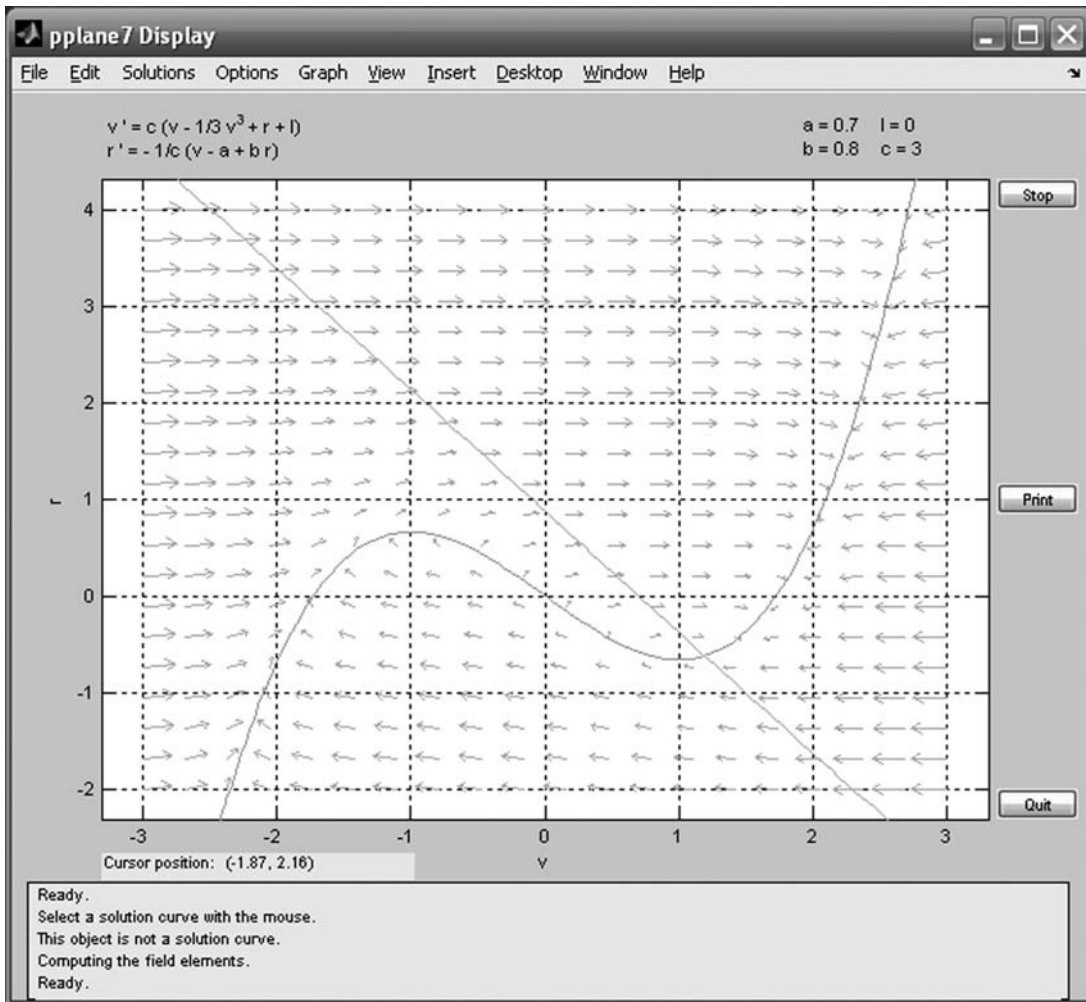 pplane7 Display
File Edit Solutions Options Graph View Insert Desktop Window Help
v ' = c (v - 1/3 v³ + r + I)
r ' = - 1/c (v - a + b r)
a = 0.7 I = 0
b = 0.8 c = 3
Stop
4
3
2
r
1
Print
0
-1
-2
Quit
-3 -2 -1 0 1 2 3
Cursor position: (-1.87, 2.16)
v
Ready.
Select a solution curve with the mouse.
This object is not a solution curve.
Computing the field elements.
Ready.